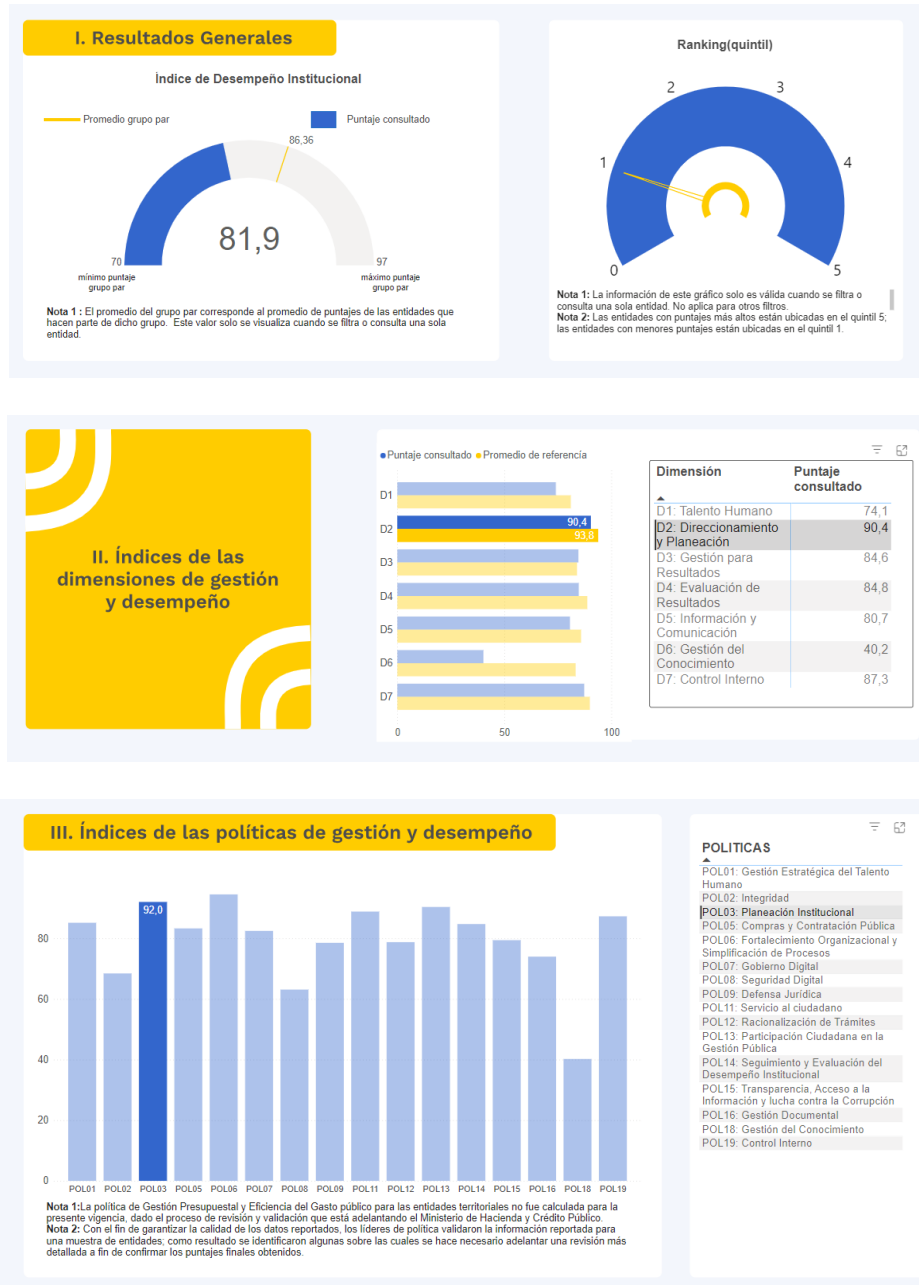 I. Resultados Generales
Índice de Desempeño Institucional
Promedio grupo par
Puntaje consultado
86,36
81,9
70
97
mínimo puntaje
grupo par
máximo puntaje
grupo par
Nota 1 : El promedio del grupo par corresponde al promedio de puntajes de las entidades que
hacen parte de dicho grupo. Este valor solo se visualiza cuando se filtra o consulta una sola
entidad.
Ranking(quintil)
2
3
1
4
0
5
Nota 1: La información de este gráfico solo es válida cuando se filtra o
consulta una sola entidad. No aplica para otros filtros.
Nota 2: Las entidades con puntajes más altos están ubicadas en el quintil 5;
las entidades con menores puntajes están ubicadas en el quintil 1.
II. Índices de las
dimensiones de gestión
y desempeño
Puntaje consultado
Promedio de referencia
D1
D2
90,4
93,8
D3
D4
D5
D6
D7
0
50
100
Dimensión
Puntaje
consultado
D1: Talento Humano 74,1
D2: Direccionamiento 90,4
y Planeación
D3: Gestión para 84,6
Resultados
D4: Evaluación de 84,8
Resultados
D5: Información y 80,7
Comunicación
D6: Gestión del 40,2
Conocimiento
D7: Control Interno 87,3
III. Índices de las políticas de gestión y desempeño
92,0
80
60
40
20
0
POL01 POL02 POL03 POL05 POL06 POL07 POL08 POL09 POL11 POL12 POL13 POL14 POL15 POL16 POL18 POL19
Nota 1:La política de Gestión Presupuestal y Eficiencia del Gasto público para las entidades territoriales no fue calculada para la
presente vigencia, dado el proceso de revisión y validación que está adelantando el Ministerio de Hacienda y Crédito Público.
Nota 2: Con el fin de garantizar la calidad de los datos reportados, los líderes de política validaron la información reportada para
una muestra de entidades; como resultado se identificaron algunas sobre las cuales se hace necesario adelantar una revisión más
detallada a fin de confirmar los puntajes finales obtenidos.
POLITICAS
POL01: Gestión Estratégica del Talento
Humano
POL02: Integridad
POL03: Planeación Institucional
POL05: Compras y Contratación Pública
POL06: Fortalecimiento Organizacional y
Simplificación de Procesos
POL07: Gobierno Digital
POL08: Seguridad Digital
POL09: Defensa Jurídica
POL11: Servicio al ciudadano
POL12: Racionalización de Trámites
POL13: Participación Ciudadana en la
Gestión Pública
POL14: Seguimiento y Evaluación del
Desempeño Institucional
POL15: Transparencia, Acceso a la
Información y lucha contra la Corrupción
POL16: Gestión Documental
POL18: Gestión del Conocimiento
POL19: Control Interno